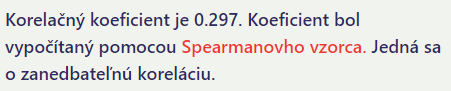 Korelačný koeficient je 0.297. Koeficient bol
vypočítaný pomocou Spearmanovho vzorca. Jedná sa
o zanedbateľnú koreláciu.